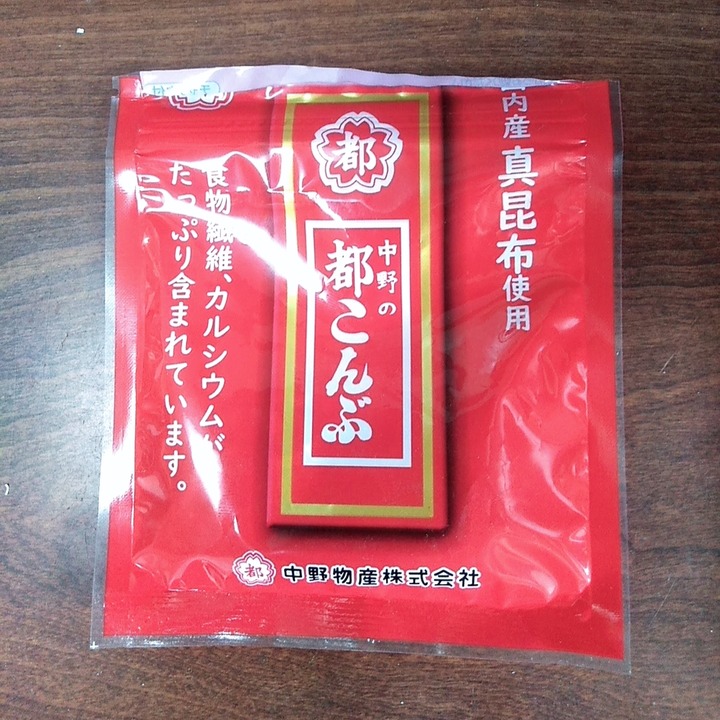 内産 真昆布使用
都
中野の
都こんぶ
食物繊維、カルシウムが
たっぷり含まれています。
都 中野物産株式会社